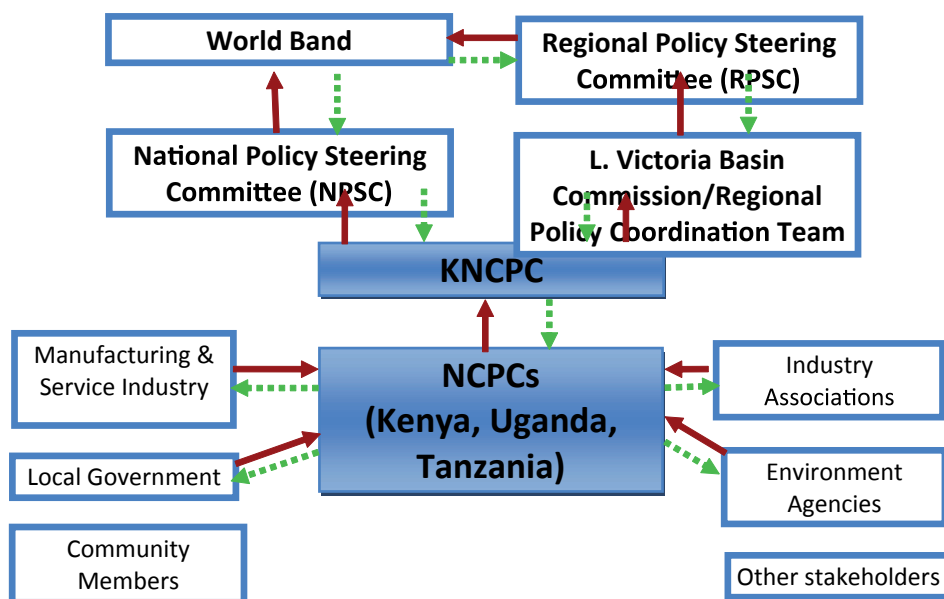 World Band
Regional Policy Steering
Committee (RPSC)
National Policy Steering
Committee (NPSC)
L. Victoria Basin
Commission/Regional
Policy Coordination Team
KNCPC
Manufacturing &
Service Industry
NCPCs
(Kenya, Uganda,
Tanzania)
Industry
Associations
Local Government
Environment
Agencies
Community
Members
Other stakeholders